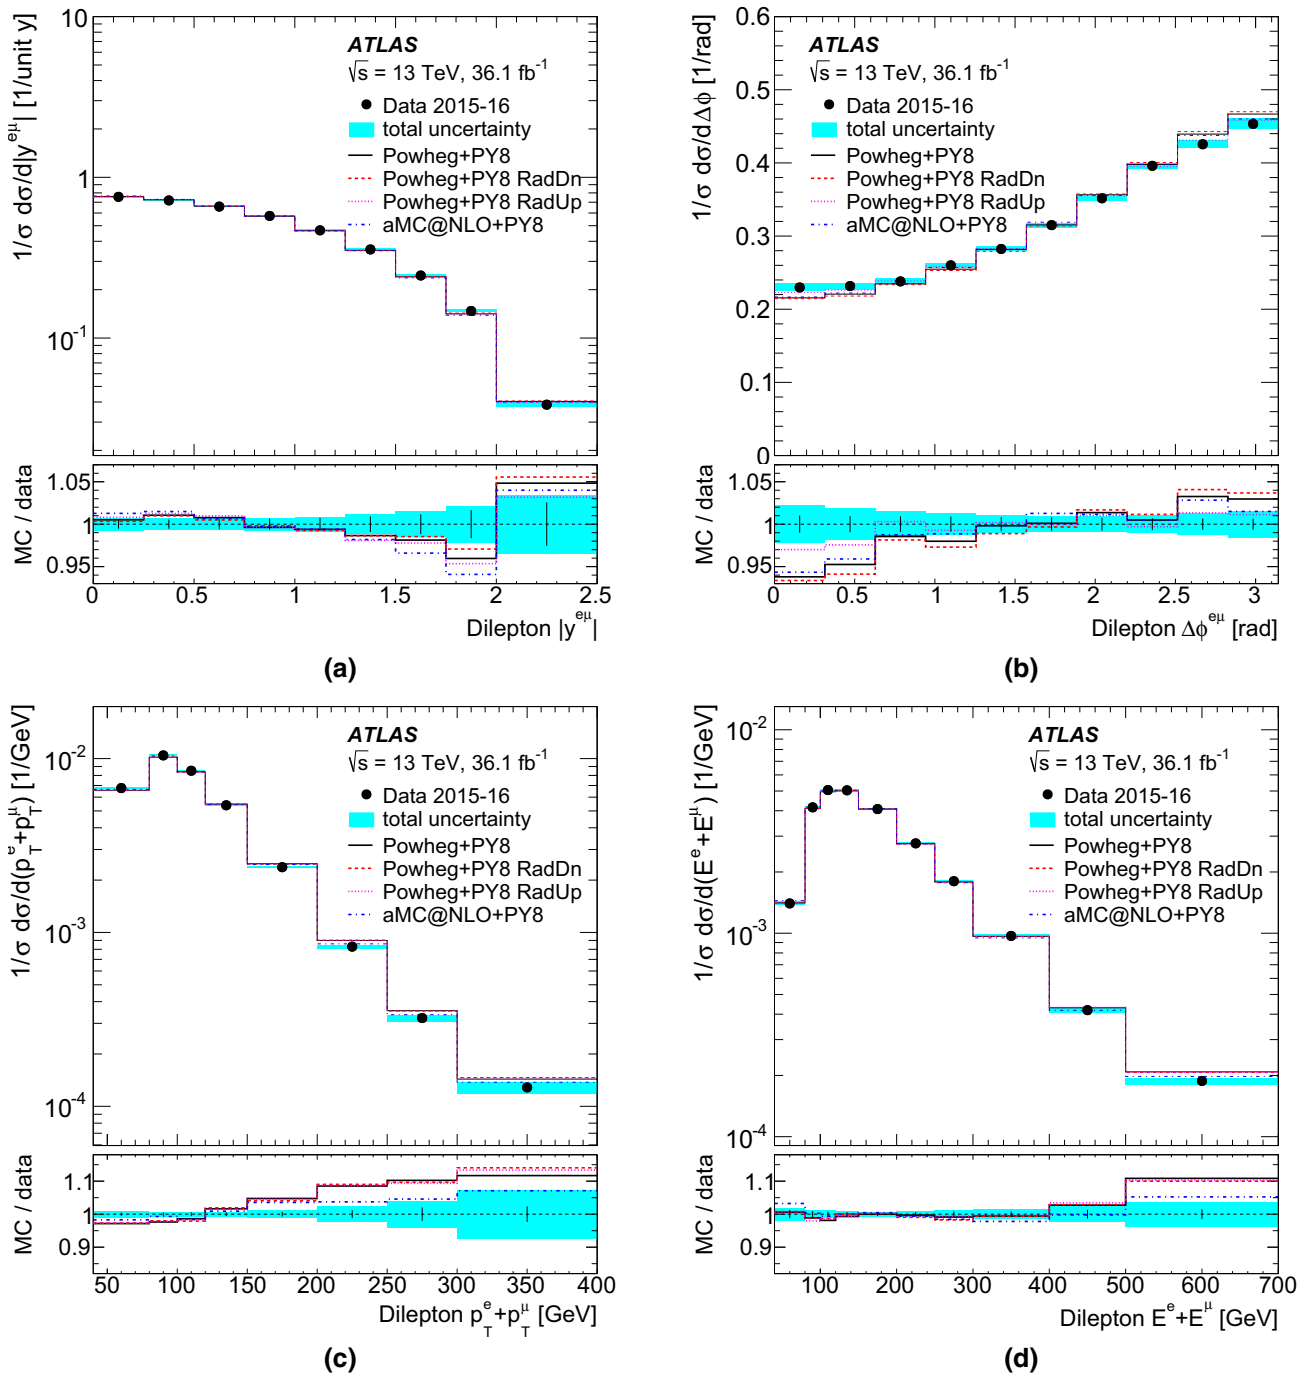 1/σ dσ/d|y^eμ| [1/unit y]
10
1
10^-1
ATLAS
√s = 13 TeV, 36.1 fb^-1
Data 2015-16
total uncertainty
Powheg+PY8
Powheg+PY8 RadDn
Powheg+PY8 RadUp
aMC@NLO+PY8
MC / data
1.05
1
0.95
0 0.5 1 1.5 2 2.5
Dilepton |y^eμ|
(a)
1/σ dσ/dΔϕ [1/rad]
0.6
0.5
0.4
0.3
0.2
0.1
0
ATLAS
√s = 13 TeV, 36.1 fb^-1
Data 2015-16
total uncertainty
Powheg+PY8
Powheg+PY8 RadDn
Powheg+PY8 RadUp
aMC@NLO+PY8
MC / data
1.05
1
0.95
0 0.5 1 1.5 2 2.5 3
Dilepton Δϕ^eμ [rad]
(b)
1/σ dσ/d(p_T^e+p_T^μ) [1/GeV]
10^-2
10^-3
10^-4
ATLAS
√s = 13 TeV, 36.1 fb^-1
Data 2015-16
total uncertainty
Powheg+PY8
Powheg+PY8 RadDn
Powheg+PY8 RadUp
aMC@NLO+PY8
MC / data
1.1
1
0.9
50 100 150 200 250 300 350 400
Dilepton p_T^e+p_T^μ [GeV]
(c)
1/σ dσ/d(E^e+E^μ) [1/GeV]
10^-2
10^-3
10^-4
ATLAS
√s = 13 TeV, 36.1 fb^-1
Data 2015-16
total uncertainty
Powheg+PY8
Powheg+PY8 RadDn
Powheg+PY8 RadUp
aMC@NLO+PY8
MC / data
1.1
1
0.9
100 200 300 400 500 600 700
Dilepton E^e+E^μ [GeV]
(d)